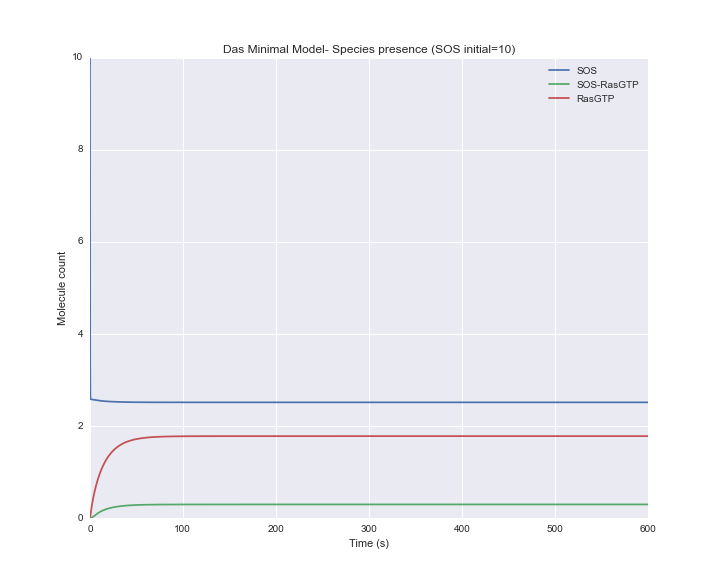 Das Minimal Model- Species presence (SOS initial=10)
SOS
SOS-RasGTP
RasGTP
10
8
6
4
2
0
Molecule count
0 100 200 300 400 500 600
Time (s)